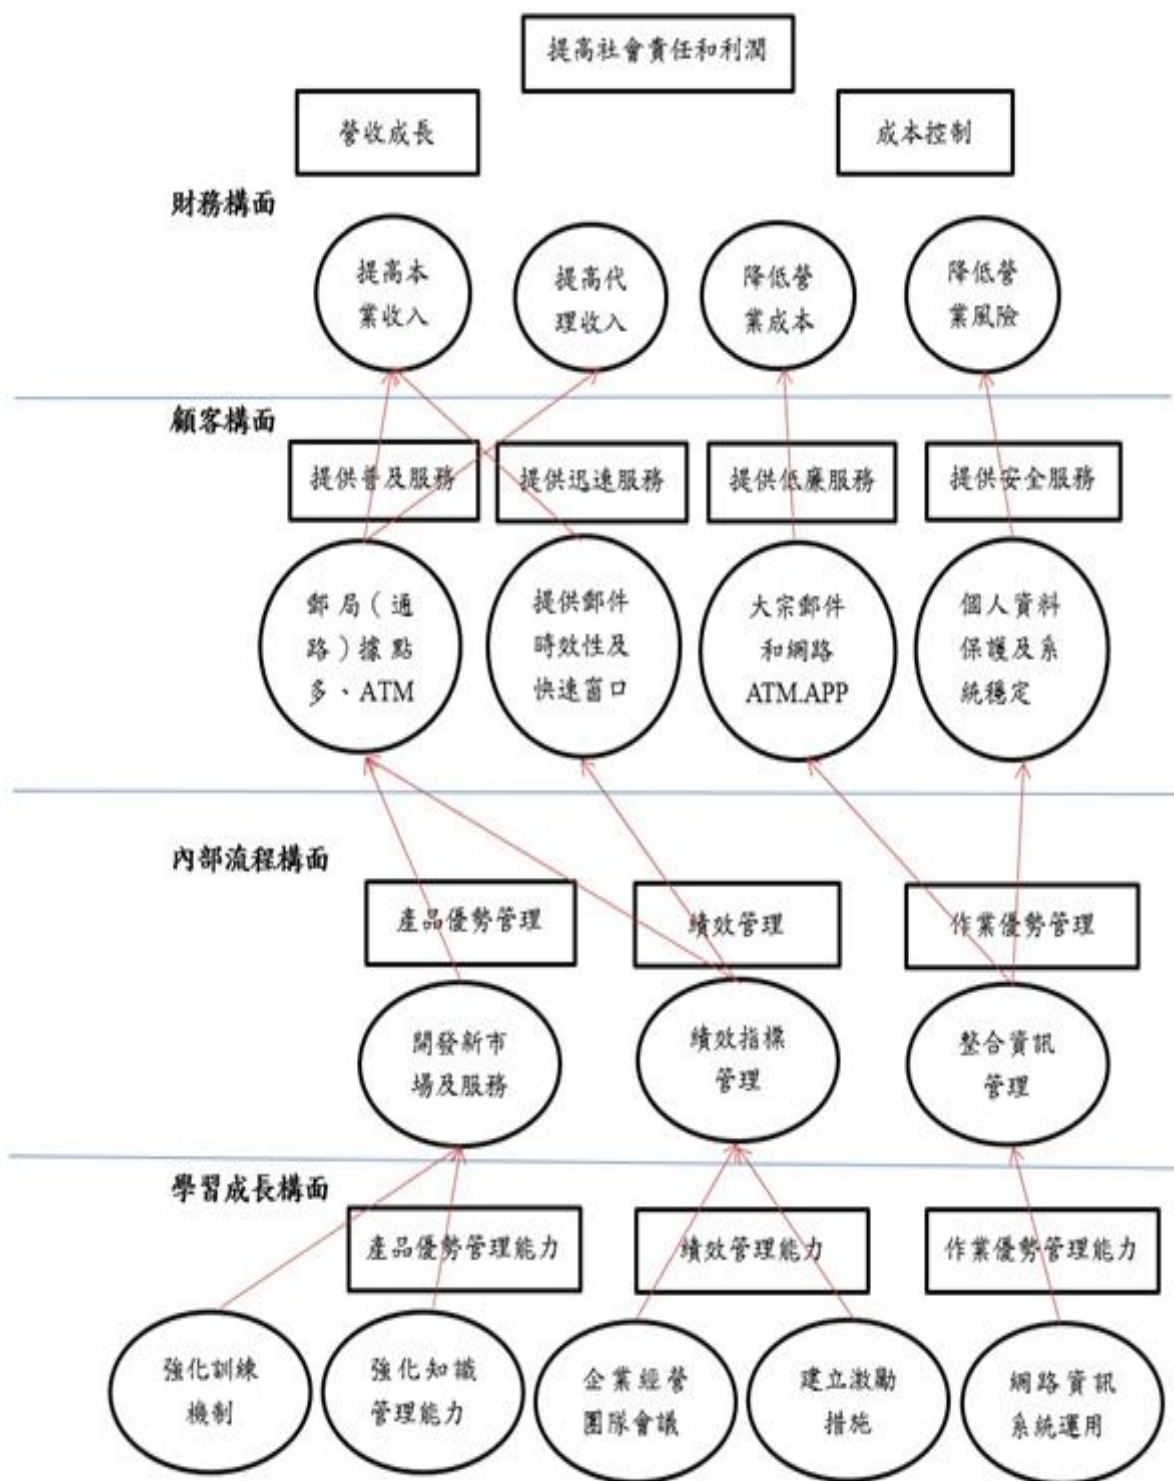 提高社會責任和利潤
營收成長
成本控制
財務構面
提高本
業收入
提高代
理收入
降低營
業成本
降低營
業風險
顧客構面
提供普及服務
提供迅速服務
提供低廉服務
提供安全服務
郵局(通
路)據點
多、ATM
提供郵件
時效性及
快速窗口
大宗郵件
和網路
ATM.APP
個人資料
保護及系
統穩定
內部流程構面
產品優勢管理
績效管理
作業優勢管理
開發新市
場及服務
績效指標
管理
整合資訊
管理
學習成長構面
產品優勢管理能力
績效管理能力
作業優勢管理能力
強化訓練
機制
強化知識
管理能力
企業經營
團隊會議
建立激勵
措施
網路資訊
系統運用